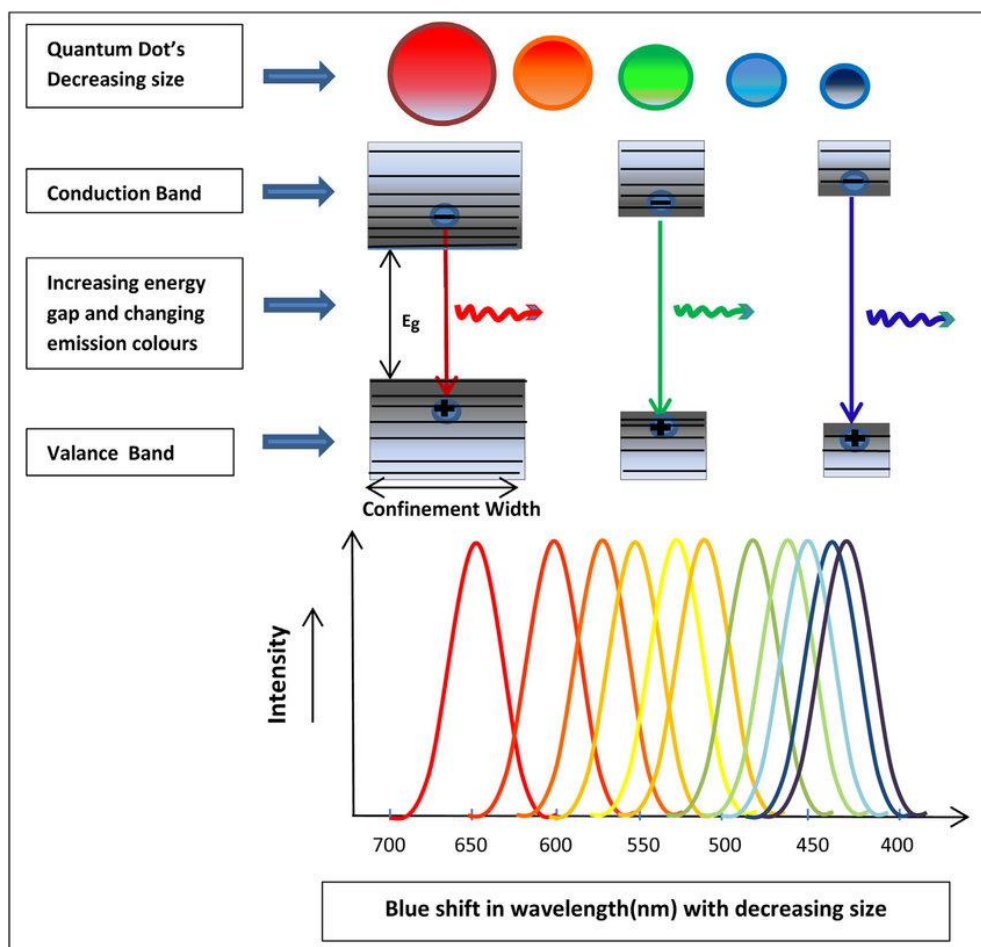 Quantum Dot's
Decreasing size
Conduction Band
Increasing energy
gap and changing
emission colours
Eg
Valance Band
Confinement Width
Intensity
700 650 600 550 500 450 400
Blue shift in wavelength(nm) with decreasing size